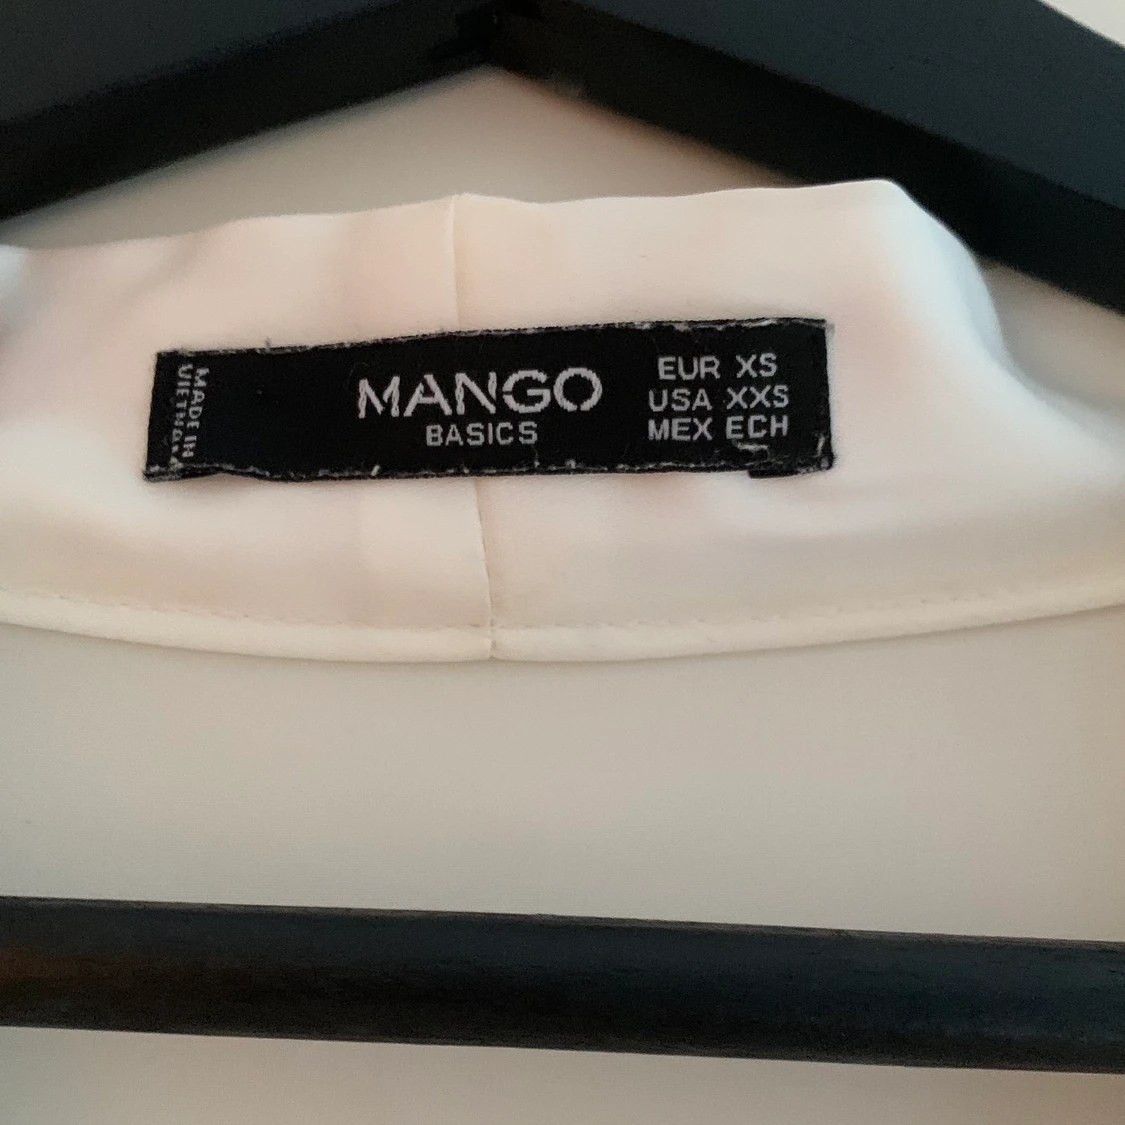 MADE IN
VIETNAM
MANGO
BASICS
EUR XS
USA XXS
MEX ECH